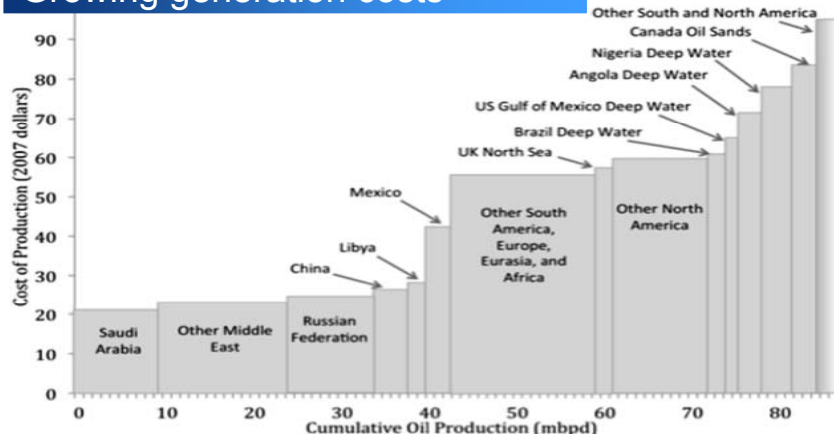 Growing generation costs
Other South and North America
Canada Oil Sands
Nigeria Deep Water
Angola Deep Water
US Gulf of Mexico Deep Water
Brazil Deep Water
UK North Sea
Mexico
Libya
China
Saudi
Arabia
Other Middle
East
Russian
Federation
Other South
America,
Europe,
Eurasia, and
Africa
Other North
America
Cost of Production (2007 dollars)
90
80
70
60
50
40
30
20
10
0
0 10 20 30 40 50 60 70 80
Cumulative Oil Production (mbpd)